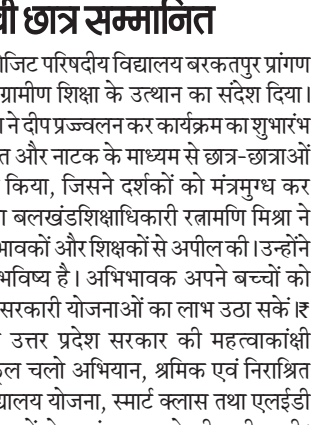 छात्र सम्मानित
परिषदीय विद्यालय बरकतपुर प्रांगण
ग्रामीण शिक्षा के उत्थान का संदेश दिया।
ने दीप प्रज्ज्वलन कर कार्यक्रम का शुभारंभ
और नाटक के माध्यम से छात्र-छात्राओं
किया, जिसने दर्शकों को मंत्रमुग्ध कर
बलखंडशिक्षाधिकारी रत्नामणि मिश्रा ने
और शिक्षकों से अपील की।उन्होंने
भविष्य है। अभिभावक अपने बच्चों को
सरकारी योजनाओं का लाभ उठा सकें।₹
उत्तर प्रदेश सरकार की महत्वाकांक्षी
चलो अभियान, श्रमिक एवं निराश्रित
योजना, स्मार्ट क्लास तथा एलईडी